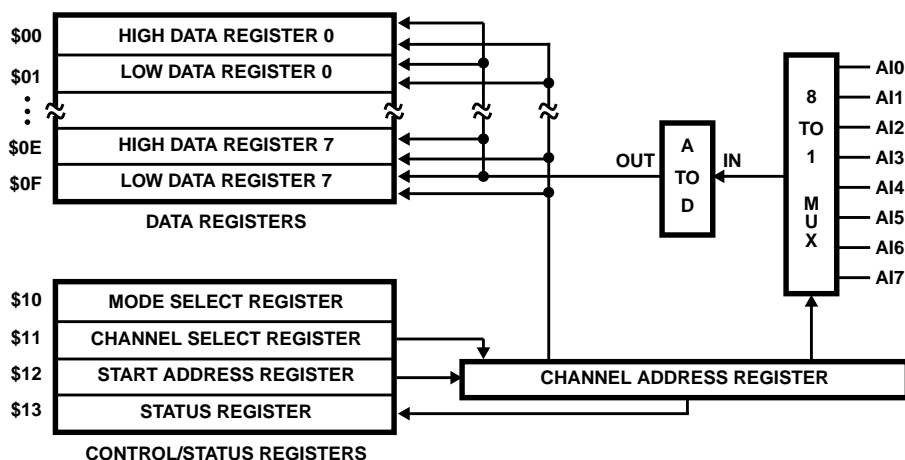 $00 HIGH DATA REGISTER 0
$01 LOW DATA REGISTER 0
$0E HIGH DATA REGISTER 7
$0F LOW DATA REGISTER 7
DATA REGISTERS
OUT
A
TO
D
IN
8
TO
1
MUX
AI0
AI1
AI2
AI3
AI4
AI5
AI6
AI7
$10 MODE SELECT REGISTER
$11 CHANNEL SELECT REGISTER
$12 START ADDRESS REGISTER
$13 STATUS REGISTER
CONTROL/STATUS REGISTERS
CHANNEL ADDRESS REGISTER